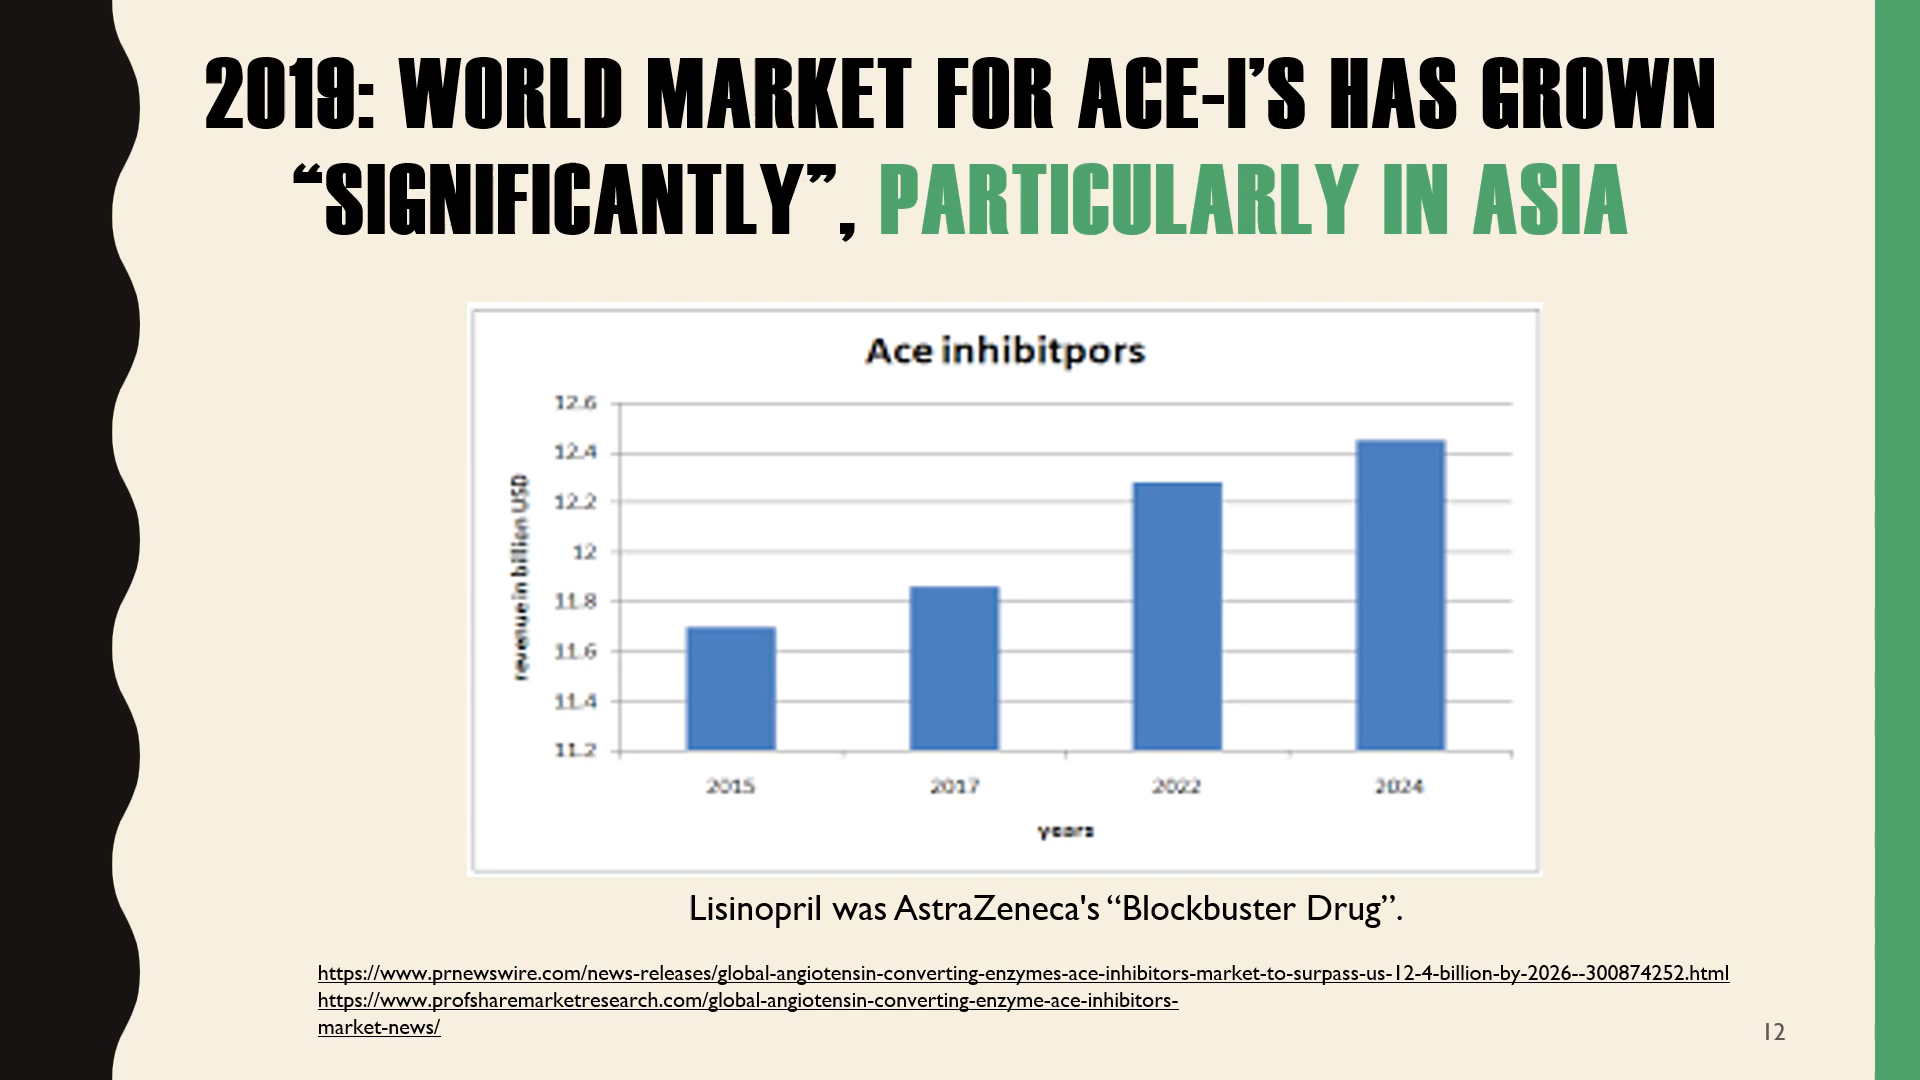 2019: WORLD MARKET FOR ACE-I’S HAS GROWN
“SIGNIFICANTLY”, PARTICULARLY IN ASIA
Ace inhibitpors
revenue in billion USD
12.6
12.4
12.2
12
11.8
11.6
11.4
11.2
2015 2017 2022 2024
years
Lisinopril was AstraZeneca's “Blockbuster Drug”.
https://www.prnewswire.com/news-releases/global-angiotensin-converting-enzymes-ace-inhibitors-market-to-surpass-us-12-4-billion-by-2026--300874252.html
https://www.profsharemarketresearch.com/global-angiotensin-converting-enzyme-ace-inhibitors-
market-news/
12